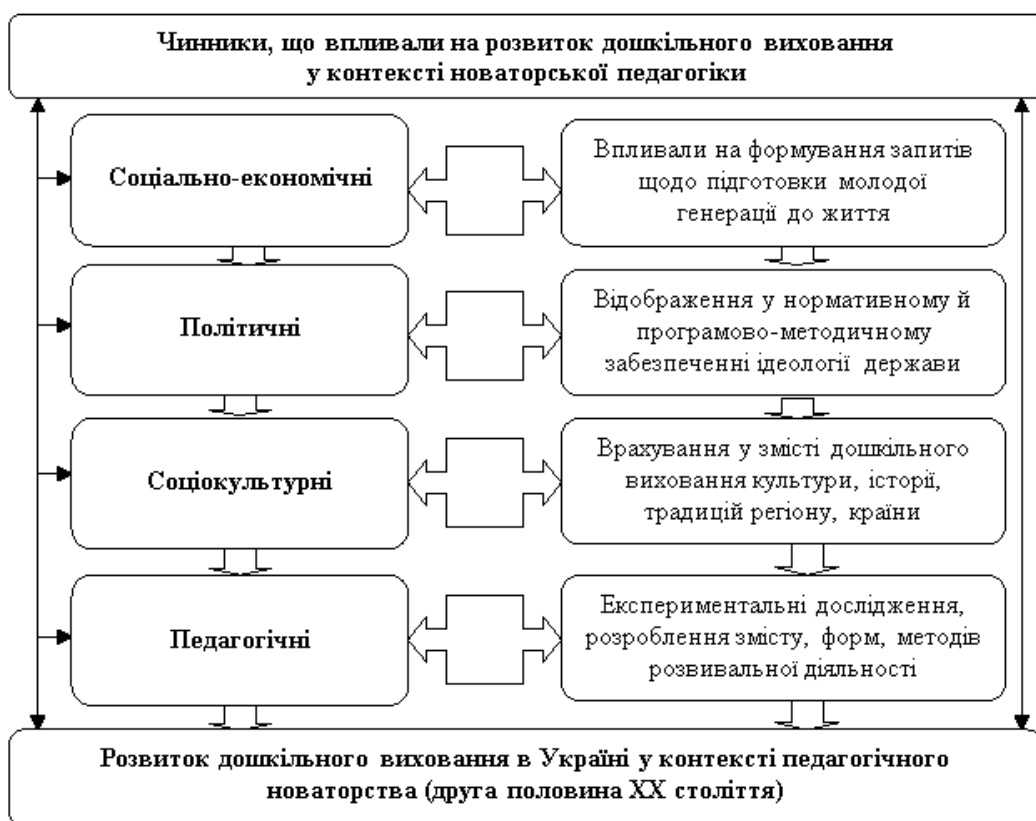 Чинники, що впливали на розвиток дошкільного виховання
у контексті новаторської педагогіки
Соціально-економічні
Впливали на формування запитів
щодо підготовки молодої
генерації до життя
Політичні
Відображення у нормативному й
програмово-методичному
забезпеченні ідеології держави
Соціокультурні
Врахування у змісті дошкільного
виховання культури, історії,
традицій регіону, країни
Педагогічні
Експериментальні дослідження,
розроблення змісту, форм, методів
розвивальної діяльності
Розвиток дошкільного виховання в Україні у контексті педагогічного
новаторства (друга половина ХХ століття)